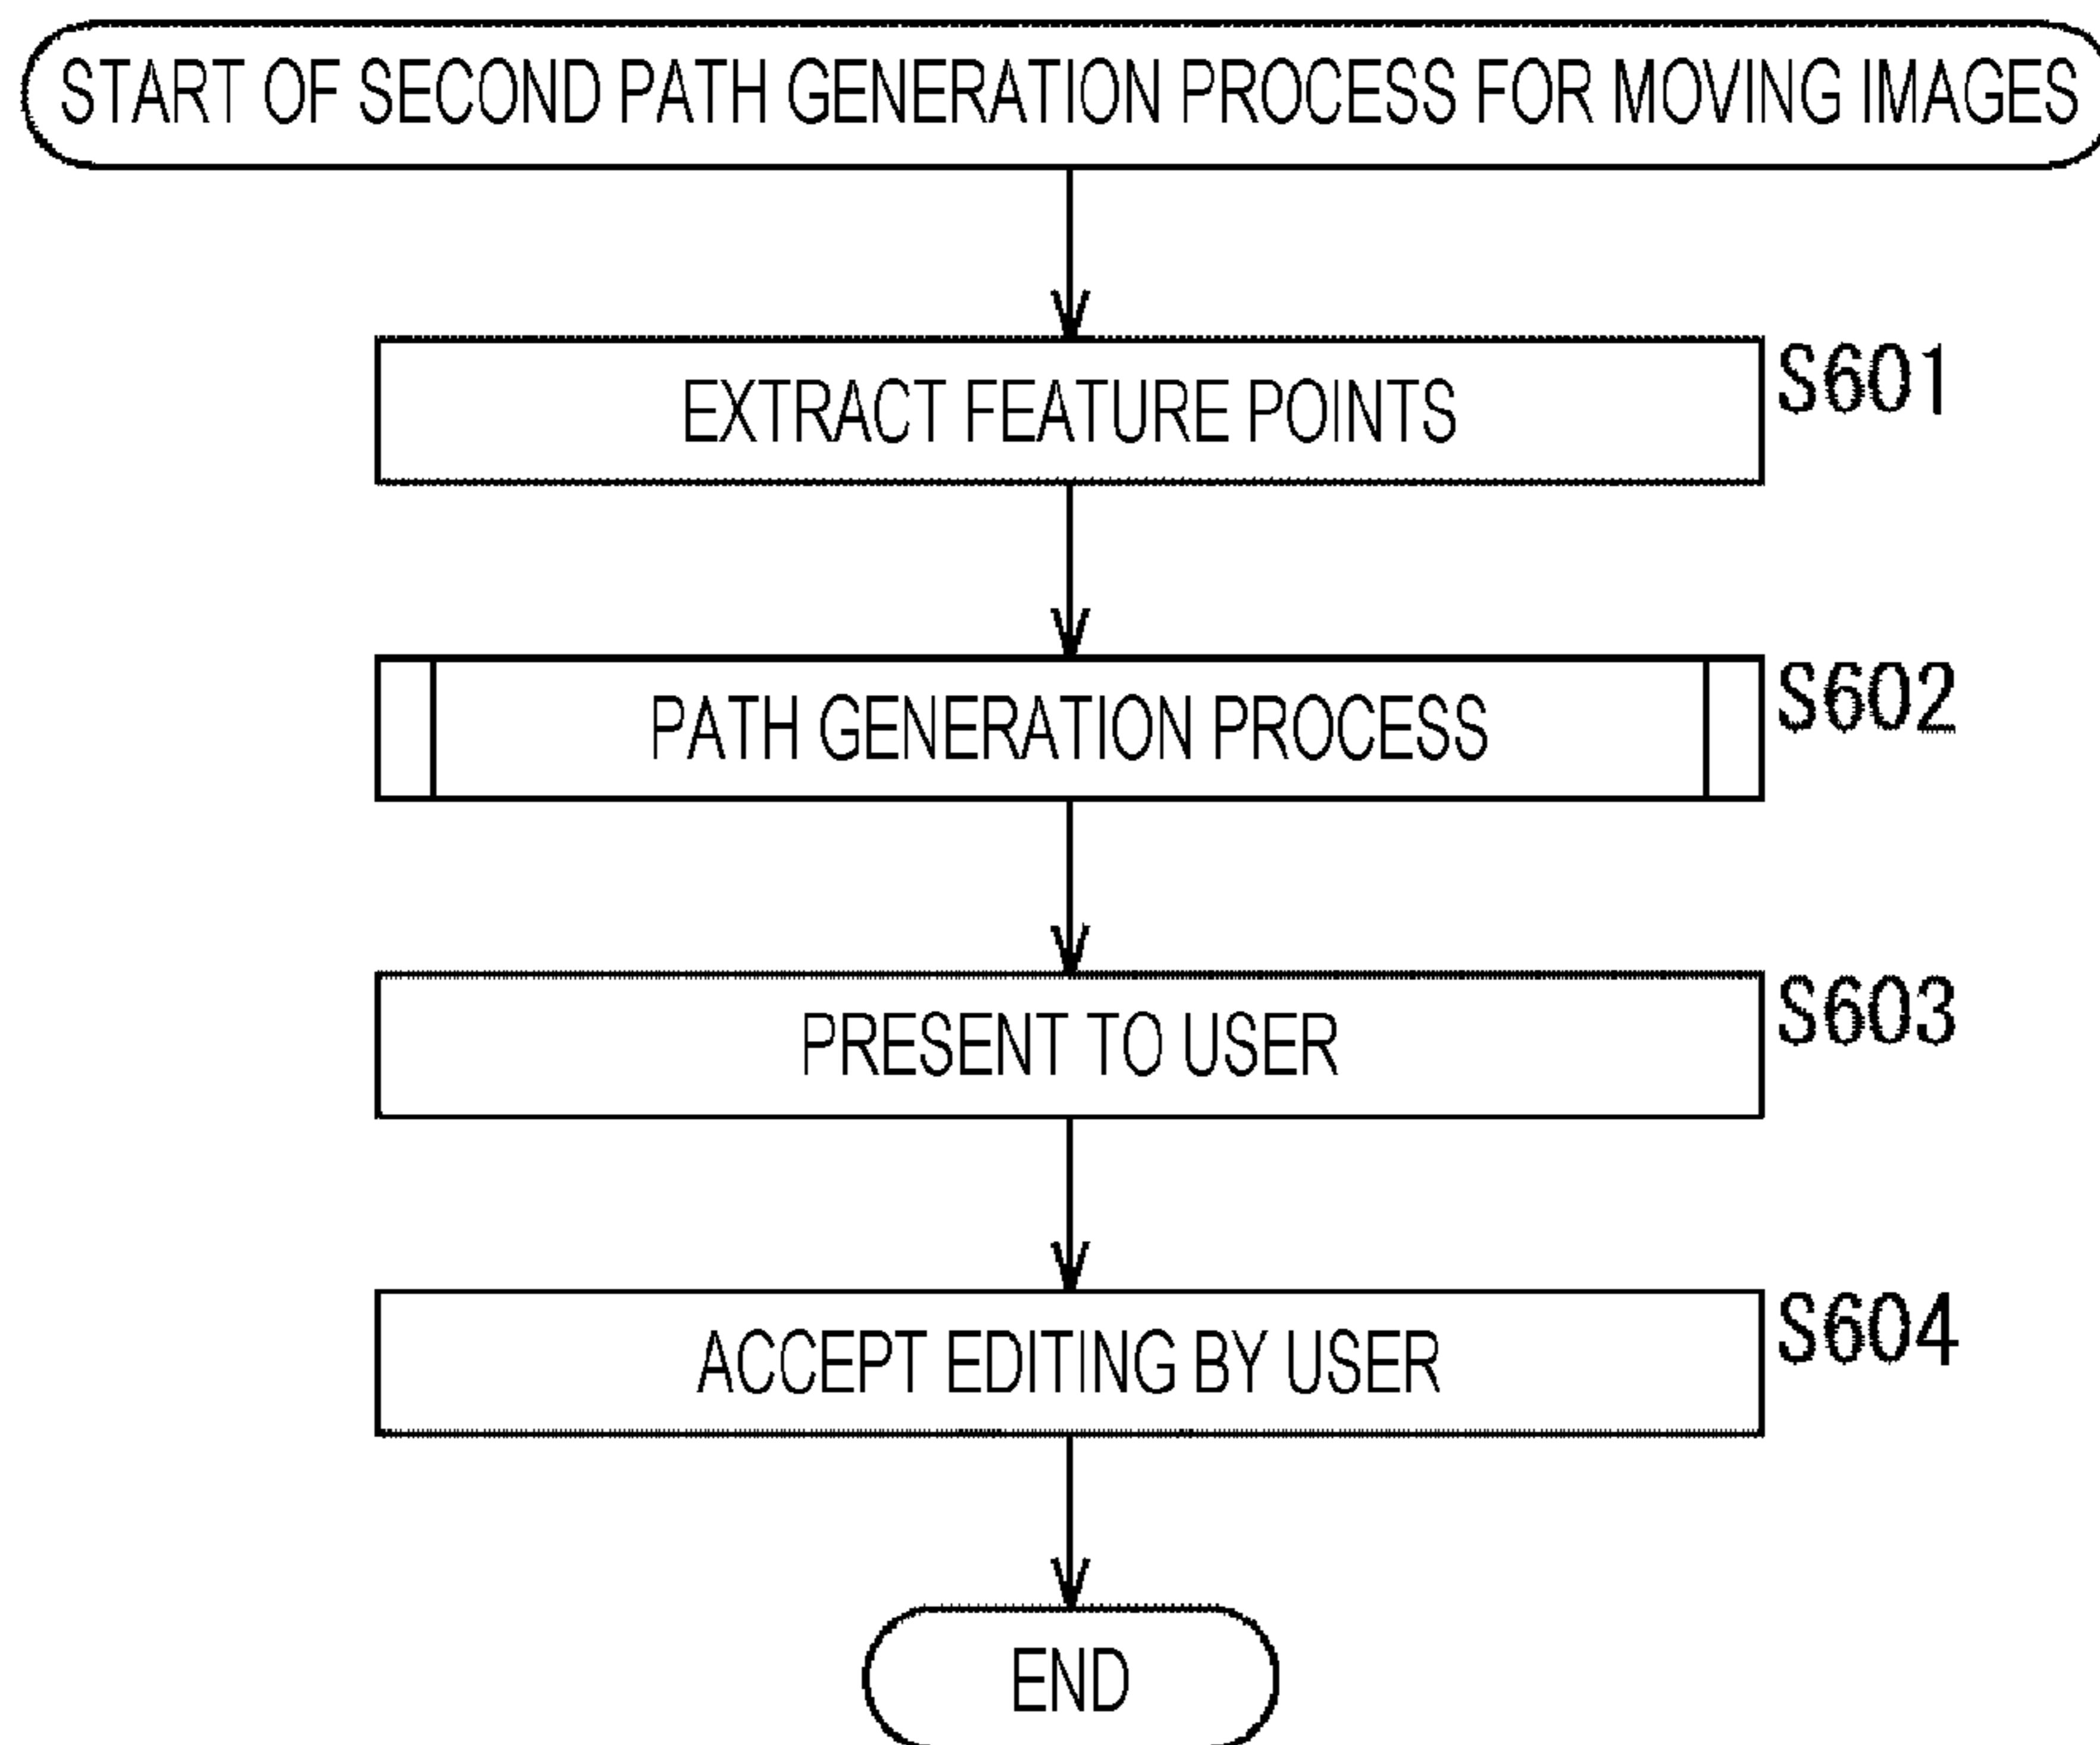 START OF SECOND PATH GENERATION PROCESS FOR MOVING IMAGES
EXTRACT FEATURE POINTS
S601
PATH GENERATION PROCESS
S602
PRESENT TO USER
S603
ACCEPT EDITING BY USER
S604
END